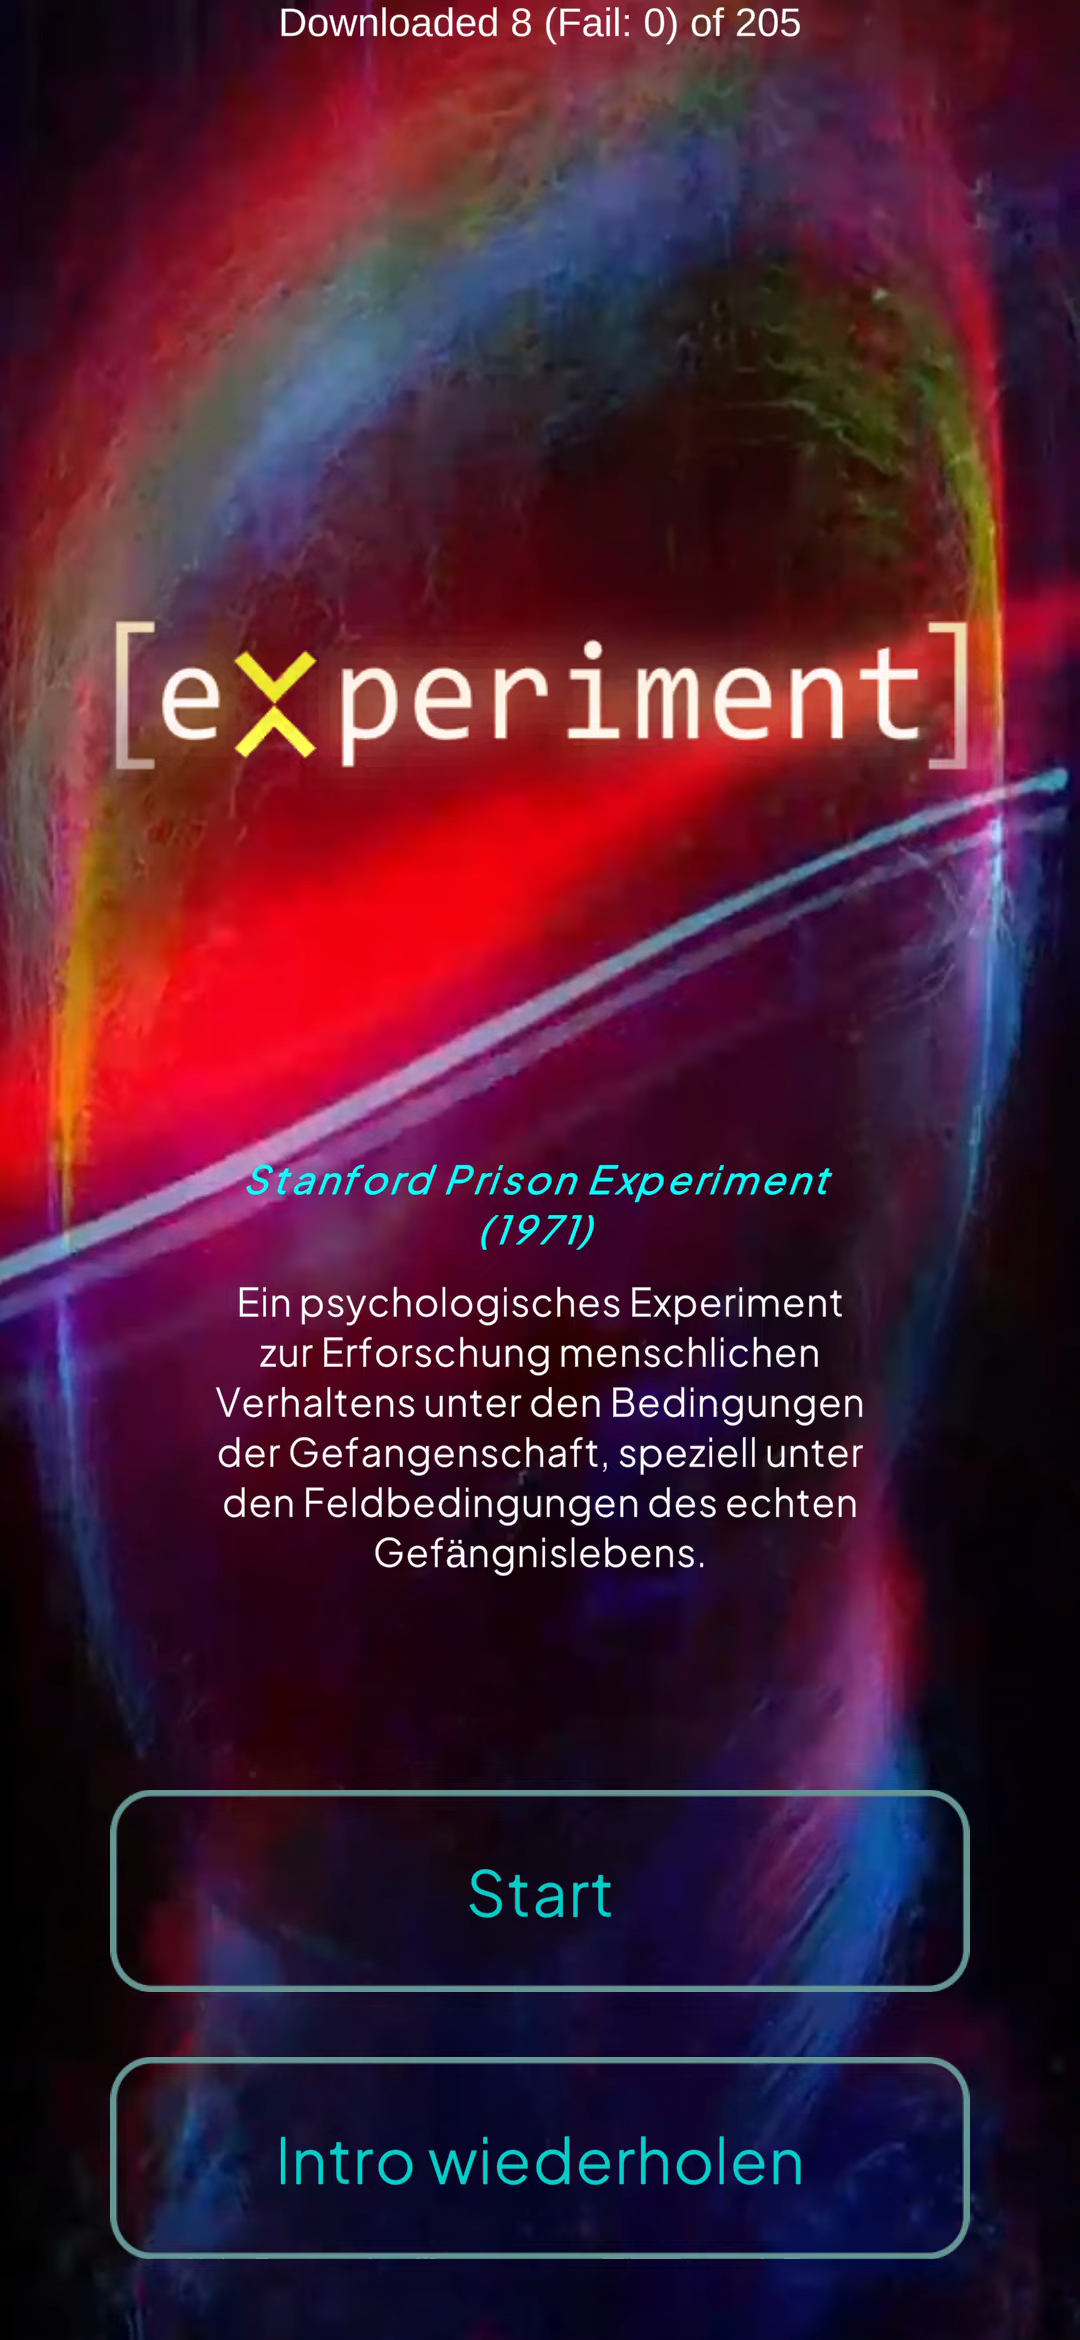 Downloaded 8 (Fail: 0) of 205
[experiment]
Stanford Prison Experiment
(1971)
Ein psychologisches Experiment
zur Erforschung menschlichen
Verhaltens unter den Bedingungen
der Gefangenschaft, speziell unter
den Feldbedingungen des echten
Gefängnislebens.
Start
Intro wiederholen